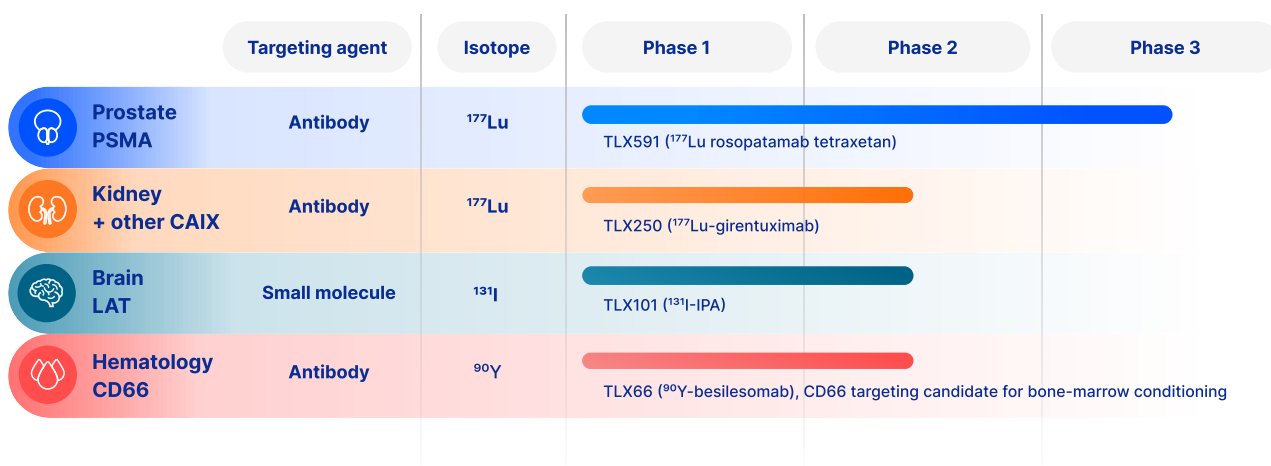 Targeting agent Isotope Phase 1 Phase 2 Phase 3
Prostate
PSMA
Antibody
¹⁷⁷Lu
TLX591 (¹⁷⁷Lu rosopatamab tetraxetan)
Kidney
+ other CAIX
Antibody
¹⁷⁷Lu
TLX250 (¹⁷⁷Lu-girentuximab)
Brain
LAT
Small molecule
¹³¹I
TLX101 (¹³¹I-IPA)
Hematology
CD66
Antibody
⁹⁰Y
TLX66 (⁹⁰Y-besilesomab), CD66 targeting candidate for bone-marrow conditioning